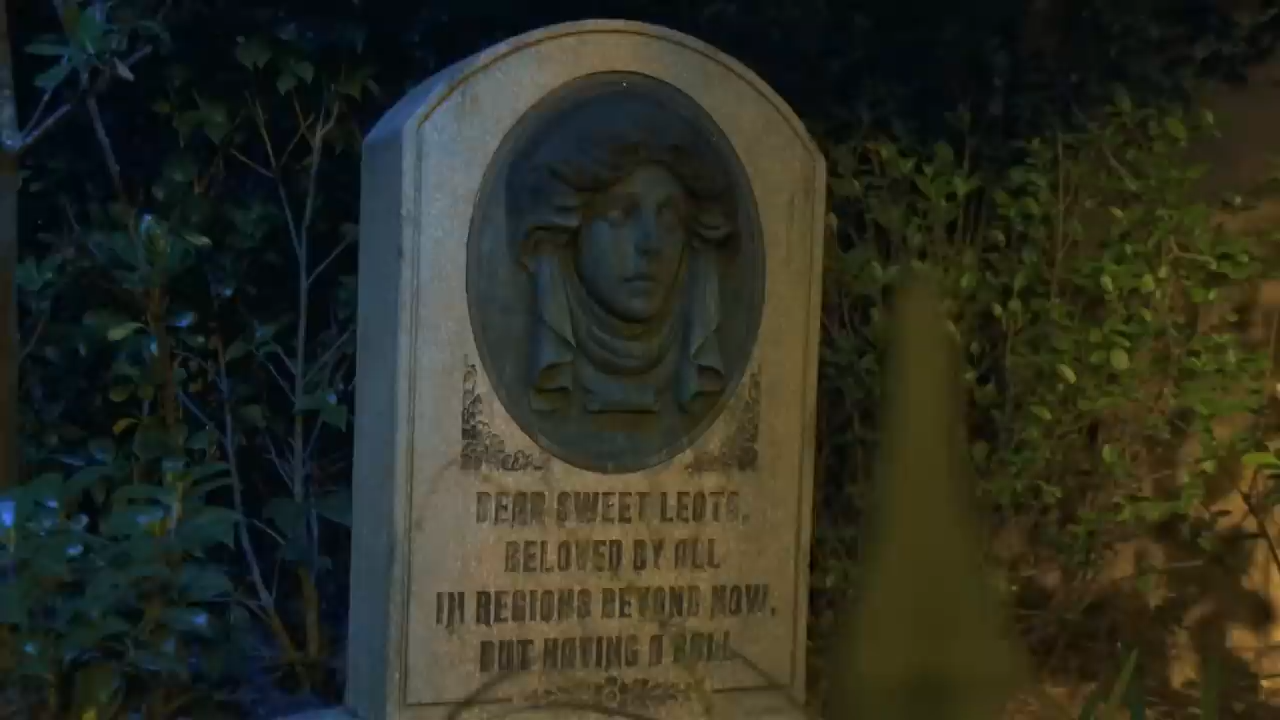 DEAR SWEET LEOTA,
BELOVED BY ALL
IN REGIONS BEYOND NOW,
BUT HAVING A BALL